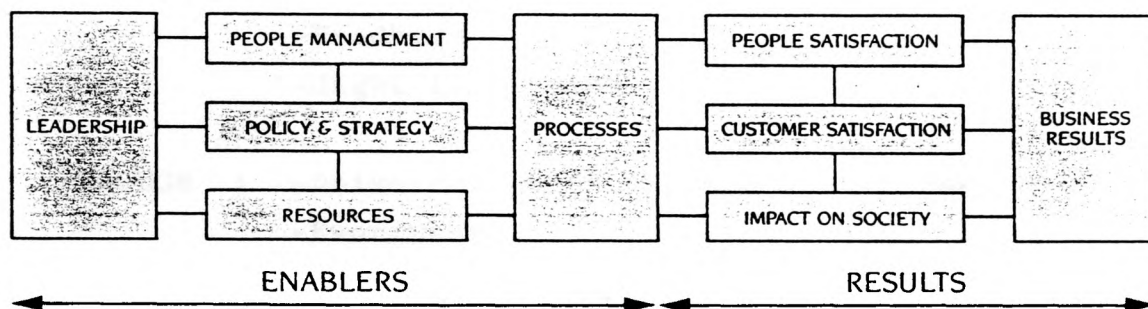 LEADERSHIP
PEOPLE MANAGEMENT
POLICY & STRATEGY
RESOURCES
PROCESSES
PEOPLE SATISFACTION
CUSTOMER SATISFACTION
IMPACT ON SOCIETY
BUSINESS
RESULTS
ENABLERS
RESULTS